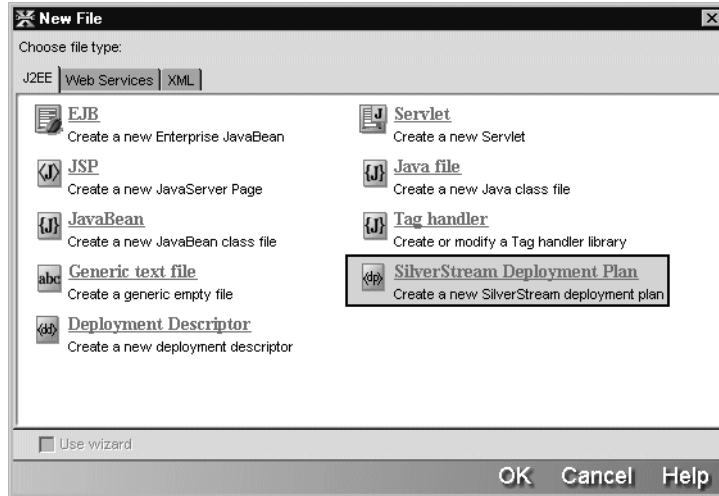 New File
Choose file type:
J2EE Web Services XML
EJB
Create a new Enterprise JavaBean
Servlet
Create a new Servlet
JSP
Create a new JavaServer Page
Java file
Create a new Java class file
JavaBean
Create a new JavaBean class file
Tag handler
Create or modify a Tag handler library
Generic text file
Create a generic empty file
SilverStream Deployment Plan
Create a new SilverStream deployment plan
Deployment Descriptor
Create a new deployment descriptor
Use wizard
OK Cancel Help
J
<J>
{J}
{J}
{J}
abc
<dp>
<dd>